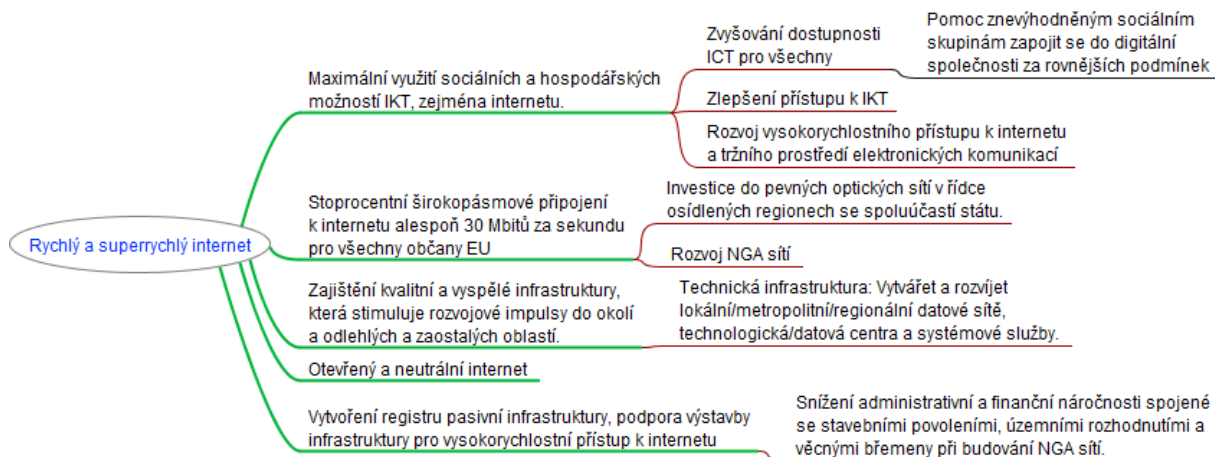 Rychlý a superrychlý internet
Maximální využití sociálních a hospodářských
možností IKT, zejména internetu.
Zvyšování dostupnosti
ICT pro všechny
Pomoc znevýhodněným sociálním
skupinám zapojit se do digitální
společnosti za rovnějších podmínek
Zlepšení přístupu k IKT
Rozvoj vysokorychlostního přístupu k internetu
a tržního prostředí elektronických komunikací
Stoprocentní širokopásmové připojení
k internetu alespoň 30 Mbitů za sekundu
pro všechny občany EU
Investice do pevných optických sítí v řídce
osídlených regionech se spoluúčastí státu.
Rozvoj NGA sítí
Zajištění kvalitní a vyspělé infrastruktury,
která stimuluje rozvojové impulsy do okolí
a odlehlých a zaostalých oblastí.
Technická infrastruktura: Vytvářet a rozvíjet
lokální/metropolitní/regionální datové sítě,
technologická/datová centra a systémové služby.
Otevřený a neutrální internet
Vytvoření registru pasivní infrastruktury, podpora výstavby
infrastruktury pro vysokorychlostní přístup k internetu
Snížení administrativní a finanční náročnosti spojené
se stavebními povoleními, územními rozhodnutími a
věcnými břemeny při budování NGA sítí.